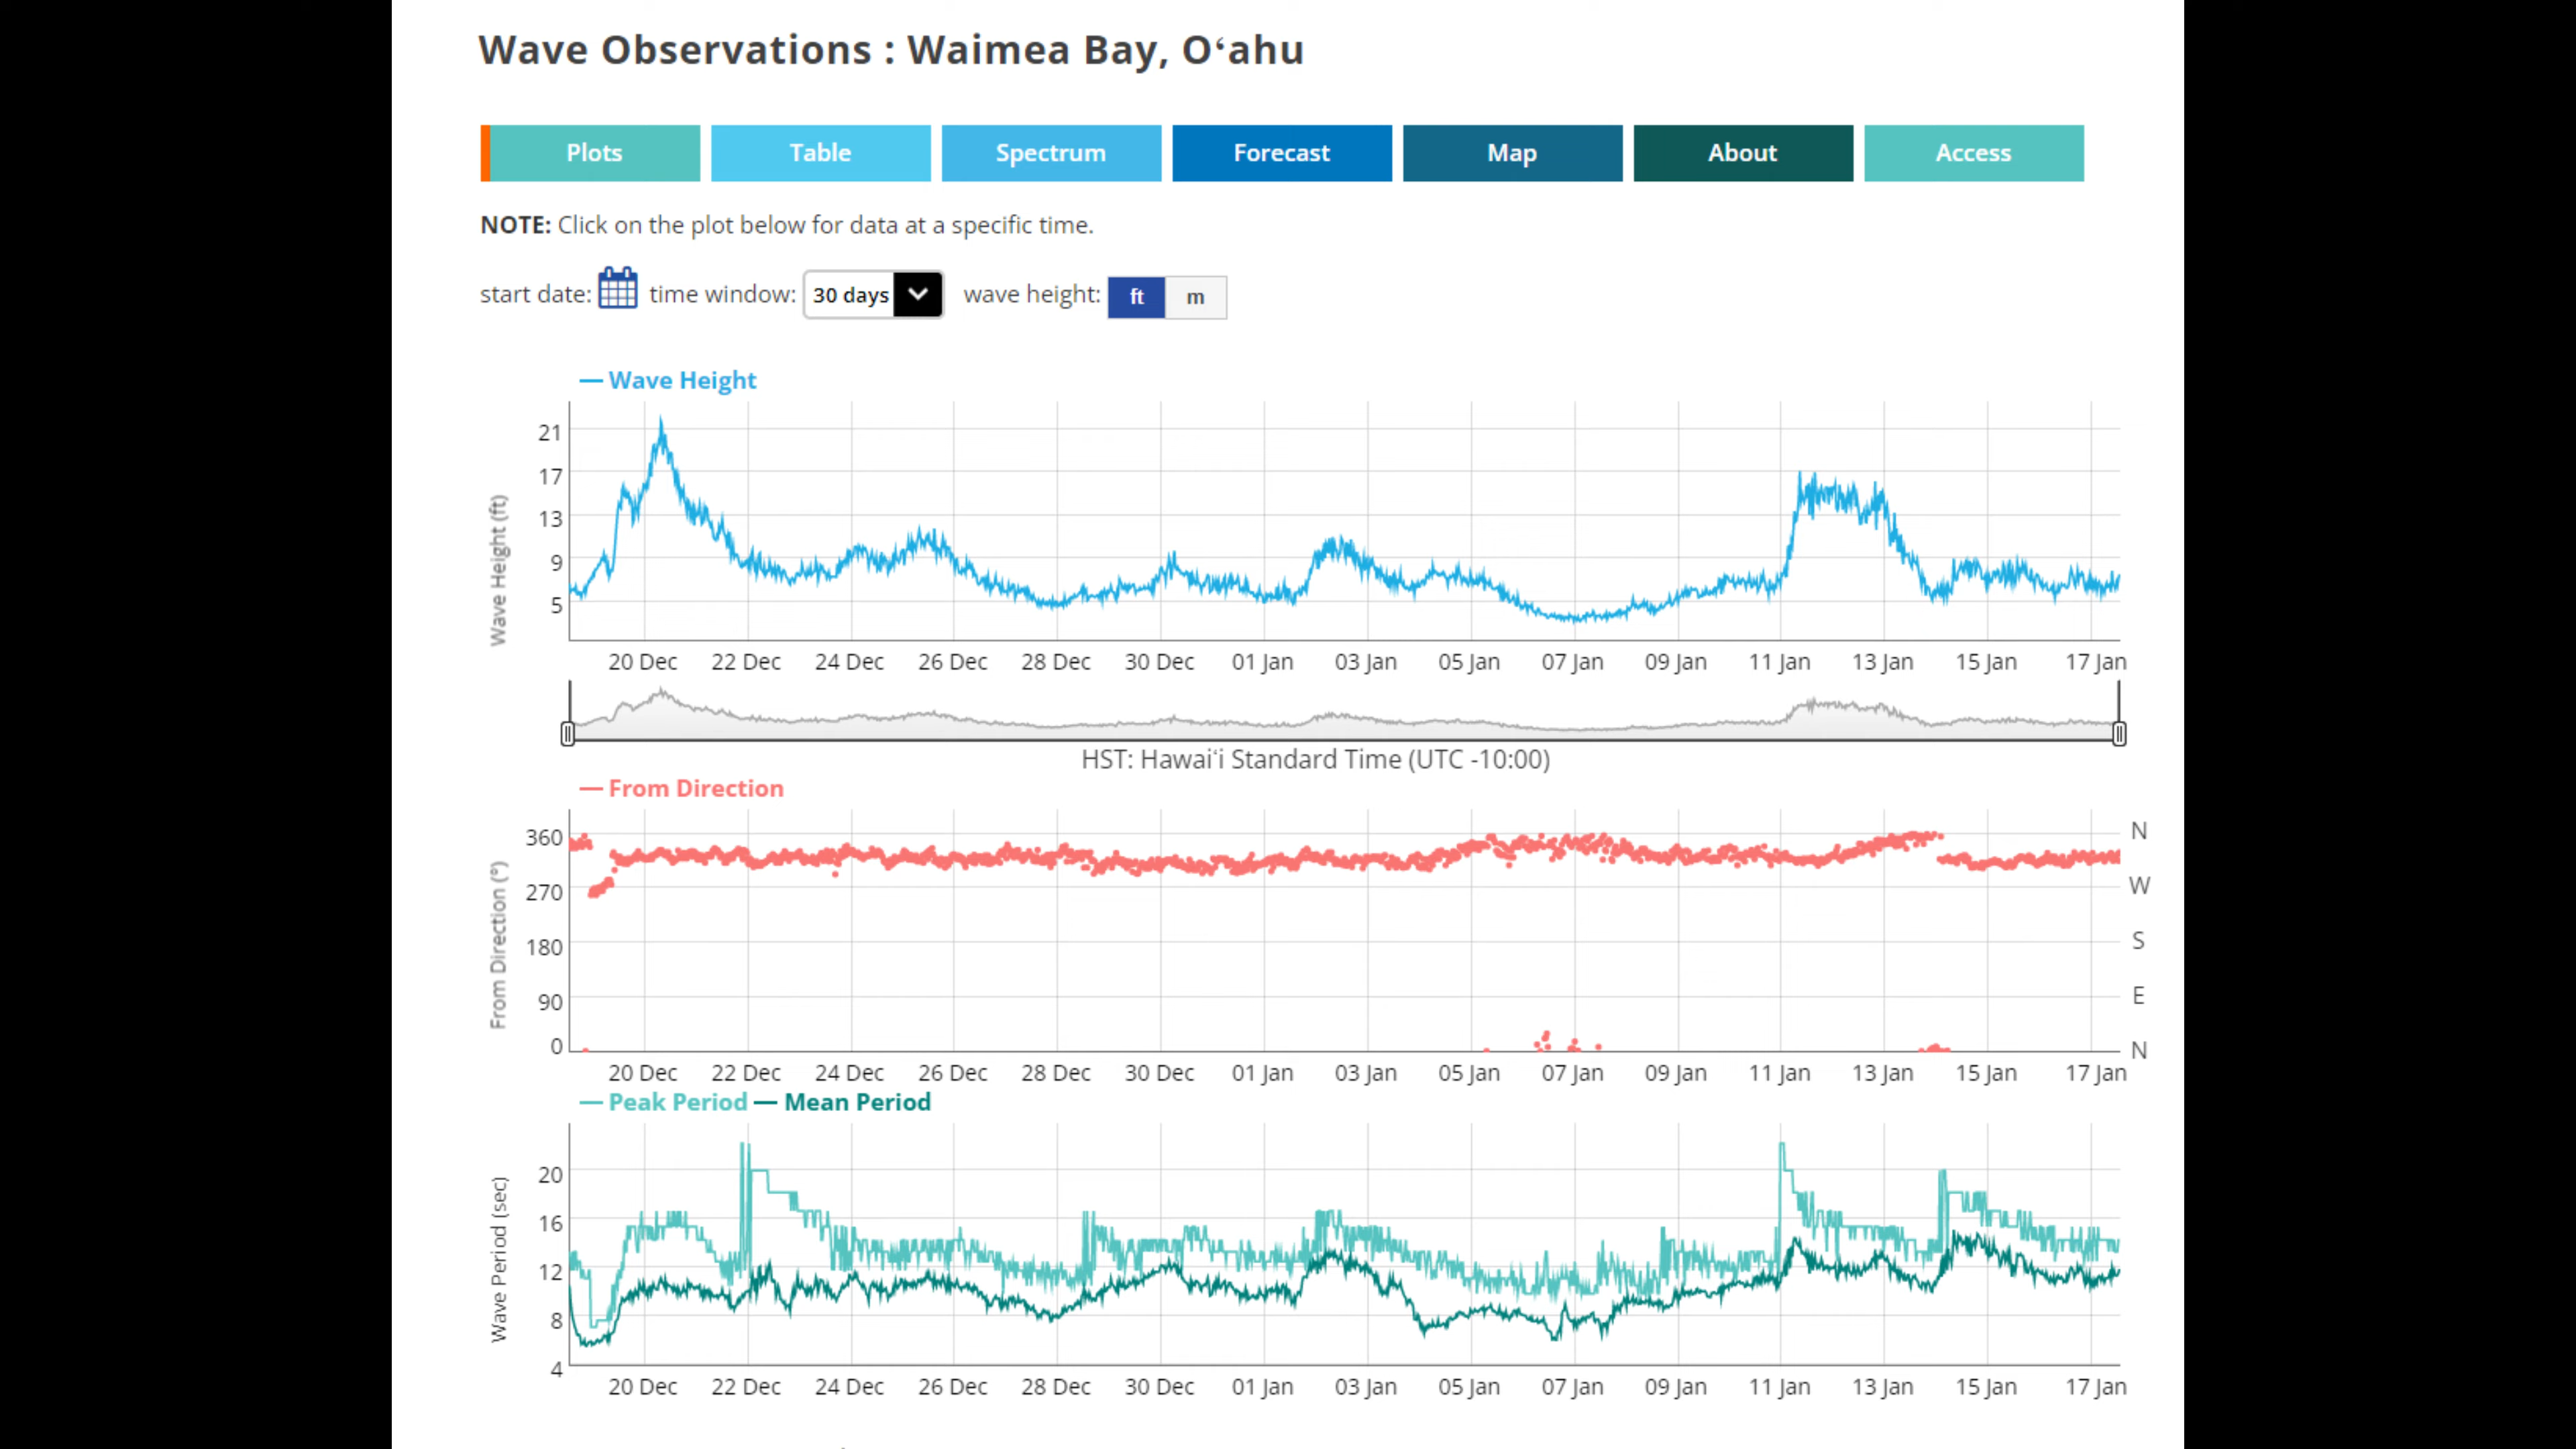 Wave Observations : Waimea Bay, Oʻahu
Plots Table Spectrum Forecast Map About Access
NOTE: Click on the plot below for data at a specific time.
start date: time window: 30 days wave height: ft m
Wave Height
21
17
13
9
5
Wave Height (ft)
20 Dec 22 Dec 24 Dec 26 Dec 28 Dec 30 Dec 01 Jan 03 Jan 05 Jan 07 Jan 09 Jan 11 Jan 13 Jan 15 Jan 17 Jan
HST: Hawaiʻi Standard Time (UTC -10:00)
From Direction
360 N
270 W
180 S
90 E
0 N
From Direction (°)
20 Dec 22 Dec 24 Dec 26 Dec 28 Dec 30 Dec 01 Jan 03 Jan 05 Jan 07 Jan 09 Jan 11 Jan 13 Jan 15 Jan 17 Jan
Peak Period Mean Period
20
16
12
8
4
Wave Period (sec)
20 Dec 22 Dec 24 Dec 26 Dec 28 Dec 30 Dec 01 Jan 03 Jan 05 Jan 07 Jan 09 Jan 11 Jan 13 Jan 15 Jan 17 Jan